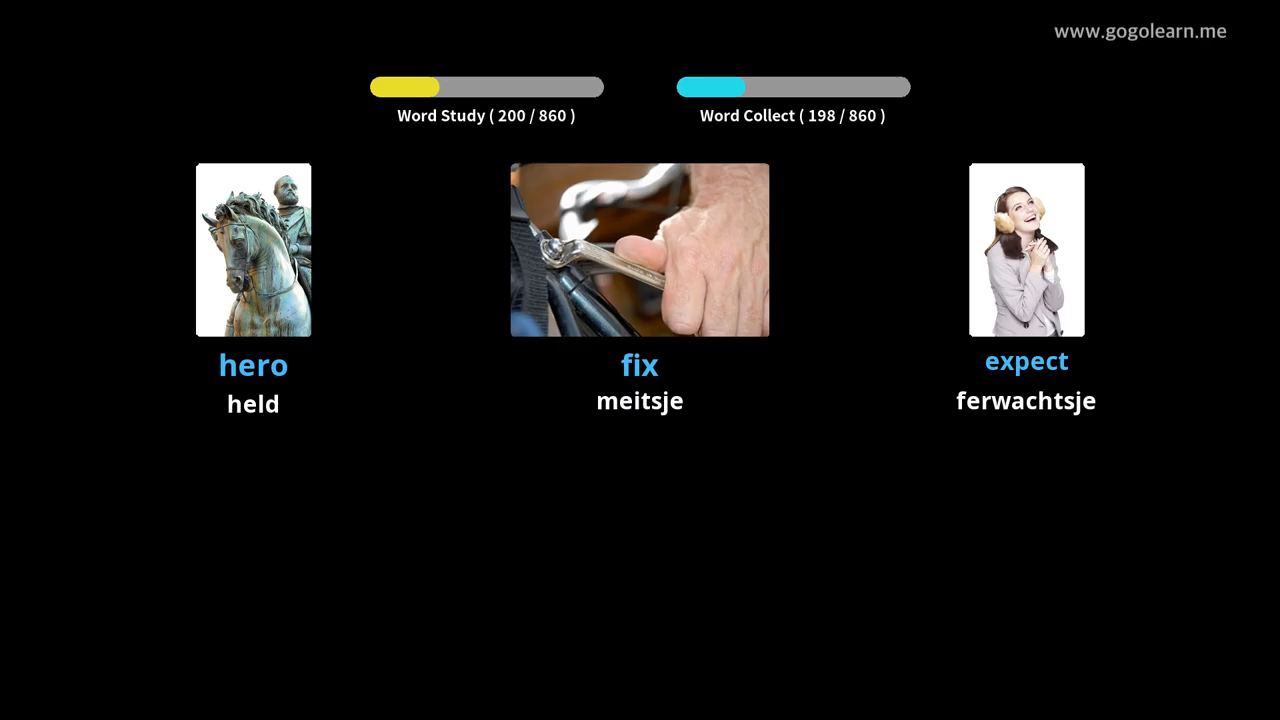 www.gogolearn.me
Word Study ( 200 / 860 )
Word Collect ( 198 / 860 )
hero
held
fix
meitsje
expect
ferwachtsje